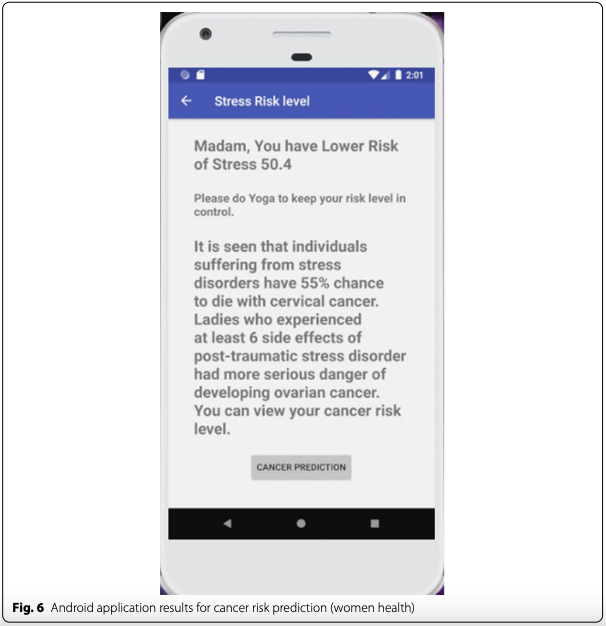 2:01
Stress Risk level
Madam, You have Lower Risk
of Stress 50.4
Please do Yoga to keep your risk level in
control.
It is seen that individuals
suffering from stress
disorders have 55% chance
to die with cervical cancer.
Ladies who experienced
at least 6 side effects of
post-traumatic stress disorder
had more serious danger of
developing ovarian cancer.
You can view your cancer risk
level.
CANCER PREDICTION
Fig. 6 Android application results for cancer risk prediction (women health)